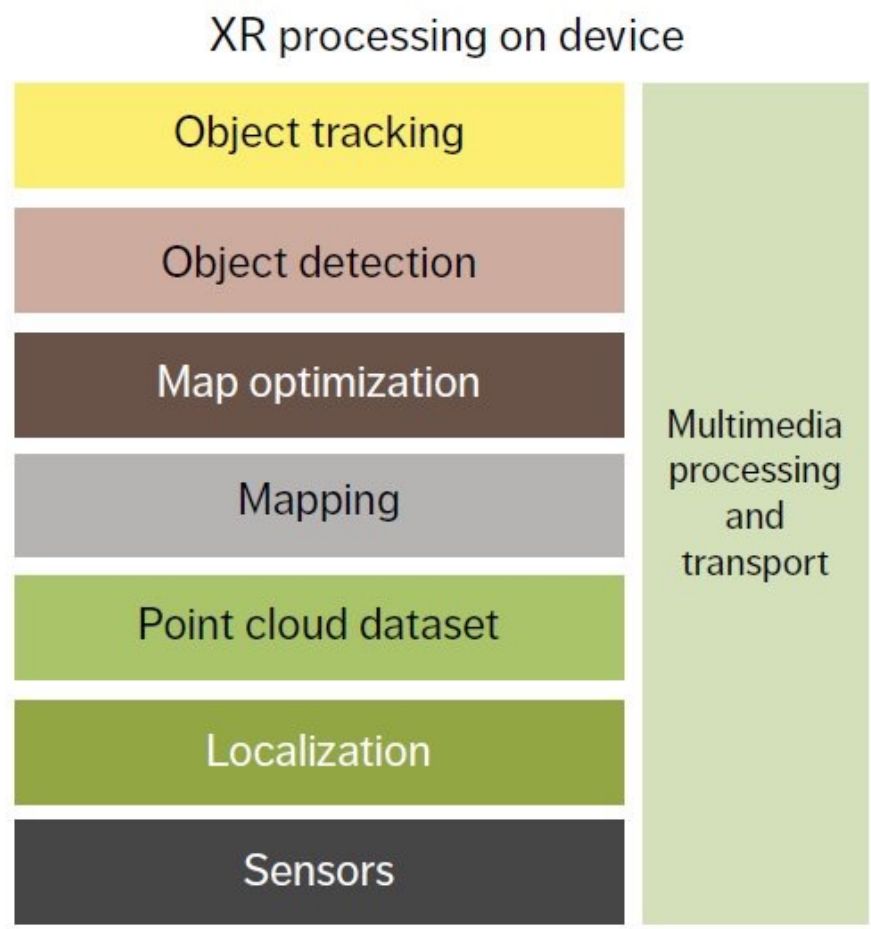 XR processing on device
Object tracking
Object detection
Map optimization
Mapping
Point cloud dataset
Localization
Sensors
Multimedia
processing
and
transport